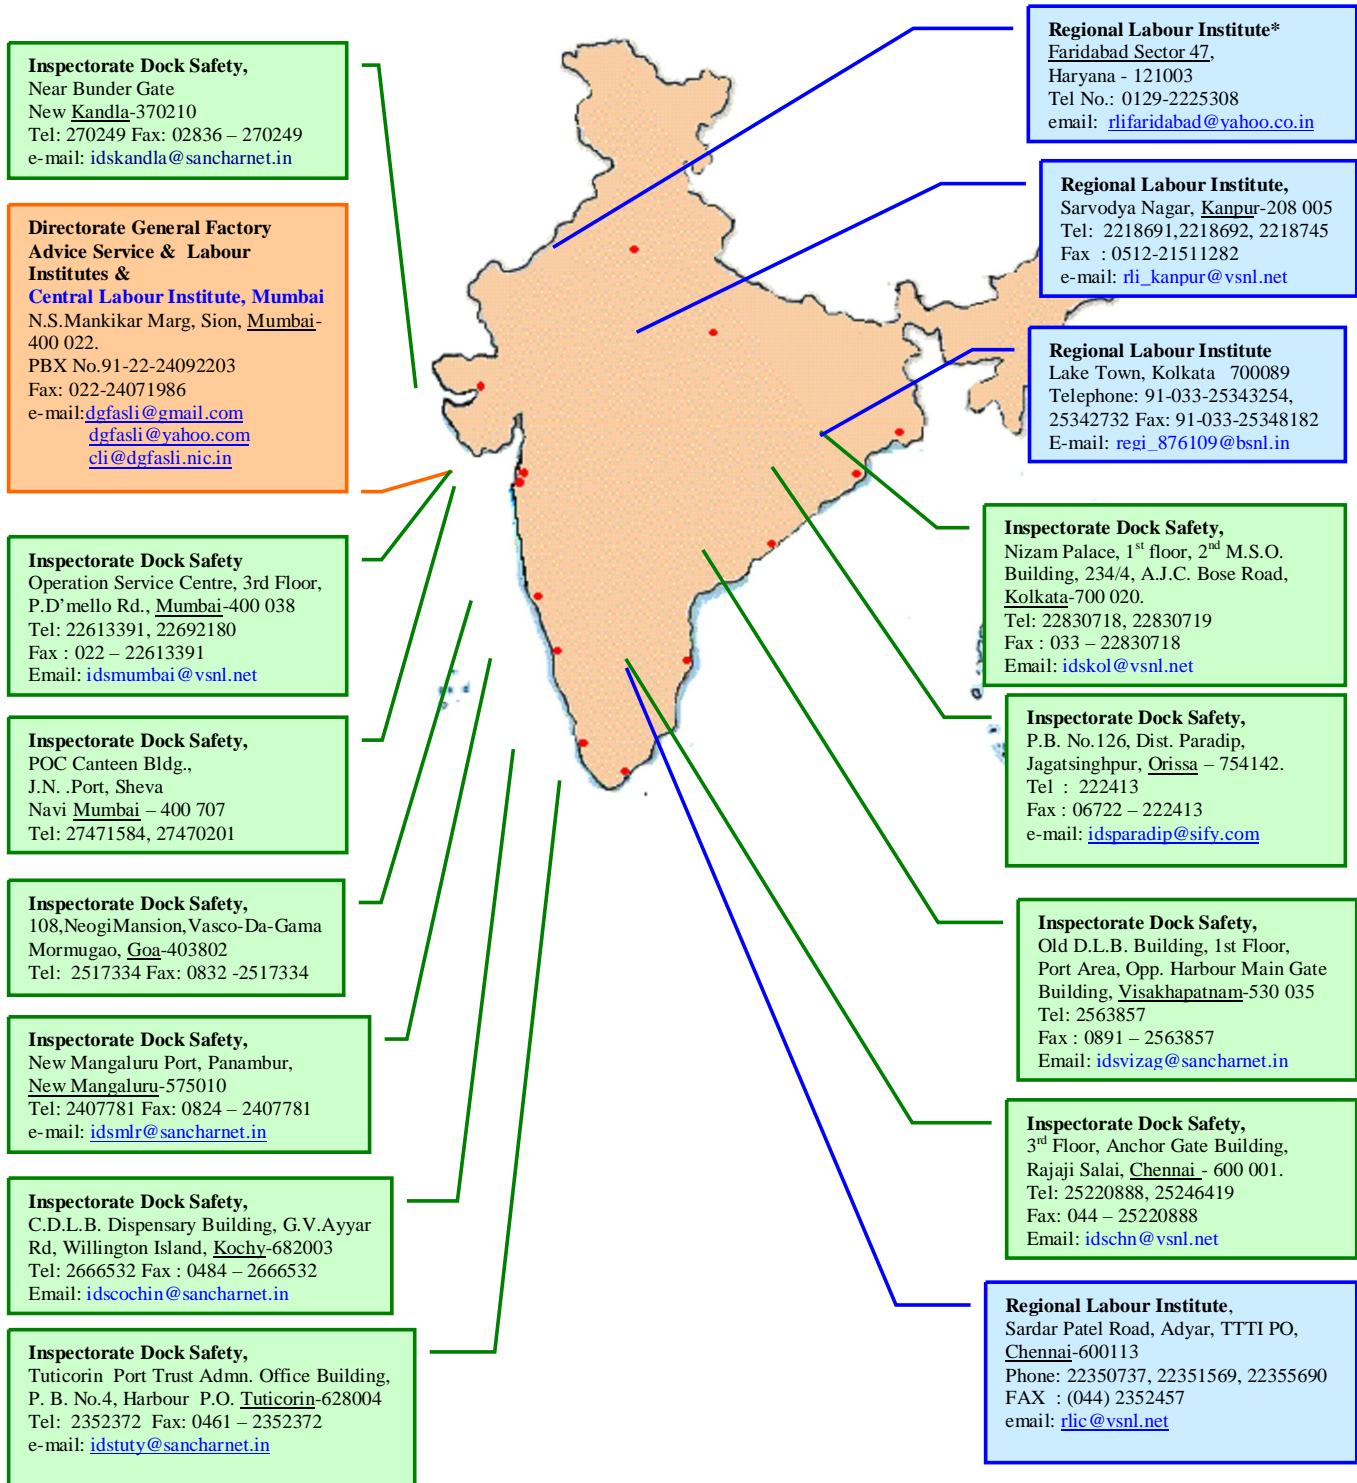 Inspectorate Dock Safety,
Near Bunder Gate
New Kandla-370210
Tel: 270249 Fax: 02836 – 270249
e-mail: idskandla@sancharnet.in
Directorate General Factory
Advice Service & Labour
Institutes &
Central Labour Institute, Mumbai
N.S.Mankikar Marg, Sion, Mumbai-
400 022.
PBX No.91-22-24092203
Fax: 022-24071986
e-mail:dgfasli@gmail.com
dgfasli@yahoo.com
cli@dgfasli.nic.in
Inspectorate Dock Safety
Operation Service Centre, 3rd Floor,
P.D’mello Rd., Mumbai-400 038
Tel: 22613391, 22692180
Fax : 022 – 22613391
Email: idsmumbai@vsnl.net
Inspectorate Dock Safety,
POC Canteen Bldg.,
J.N. .Port, Sheva
Navi Mumbai – 400 707
Tel: 27471584, 27470201
Inspectorate Dock Safety,
108,NeogiMansion,Vasco-Da-Gama
Mormugao, Goa-403802
Tel: 2517334 Fax: 0832 -2517334
Inspectorate Dock Safety,
New Mangaluru Port, Panambur,
New Mangaluru-575010
Tel: 2407781 Fax: 0824 – 2407781
e-mail: idsmlr@sancharnet.in
Inspectorate Dock Safety,
C.D.L.B. Dispensary Building, G.V.Ayyar
Rd, Willington Island, Kochy-682003
Tel: 2666532 Fax : 0484 – 2666532
Email: idscochin@sancharnet.in
Inspectorate Dock Safety,
Tuticorin Port Trust Admn. Office Building,
P. B. No.4, Harbour P.O. Tuticorin-628004
Tel: 2352372 Fax: 0461 – 2352372
e-mail: idstuty@sancharnet.in
Regional Labour Institute*
Faridabad Sector 47,
Haryana - 121003
Tel No.: 0129-2225308
email: rlifaridabad@yahoo.co.in
Regional Labour Institute,
Sarvodya Nagar, Kanpur-208 005
Tel: 2218691,2218692, 2218745
Fax : 0512-21511282
e-mail: rli_kanpur@vsnl.net
Regional Labour Institute
Lake Town, Kolkata 700089
Telephone: 91-033-25343254,
25342732 Fax: 91-033-25348182
E-mail: regi_876109@bsnl.in
Inspectorate Dock Safety,
Nizam Palace, 1st floor, 2nd M.S.O.
Building, 234/4, A.J.C. Bose Road,
Kolkata-700 020.
Tel: 22830718, 22830719
Fax : 033 – 22830718
Email: idskol@vsnl.net
Inspectorate Dock Safety,
P.B. No.126, Dist. Paradip,
Jagatsinghpur, Orissa – 754142.
Tel : 222413
Fax : 06722 – 222413
e-mail: idsparadip@sify.com
Inspectorate Dock Safety,
Old D.L.B. Building, 1st Floor,
Port Area, Opp. Harbour Main Gate
Building, Visakhapatnam-530 035
Tel: 2563857
Fax : 0891 – 2563857
Email: idsvizag@sancharnet.in
Inspectorate Dock Safety,
3rd Floor, Anchor Gate Building,
Rajaji Salai, Chennai - 600 001.
Tel: 25220888, 25246419
Fax: 044 – 25220888
Email: idschn@vsnl.net
Regional Labour Institute,
Sardar Patel Road, Adyar, TTTI PO,
Chennai-600113
Phone: 22350737, 22351569, 22355690
FAX : (044) 2352457
email: rlic@vsnl.net